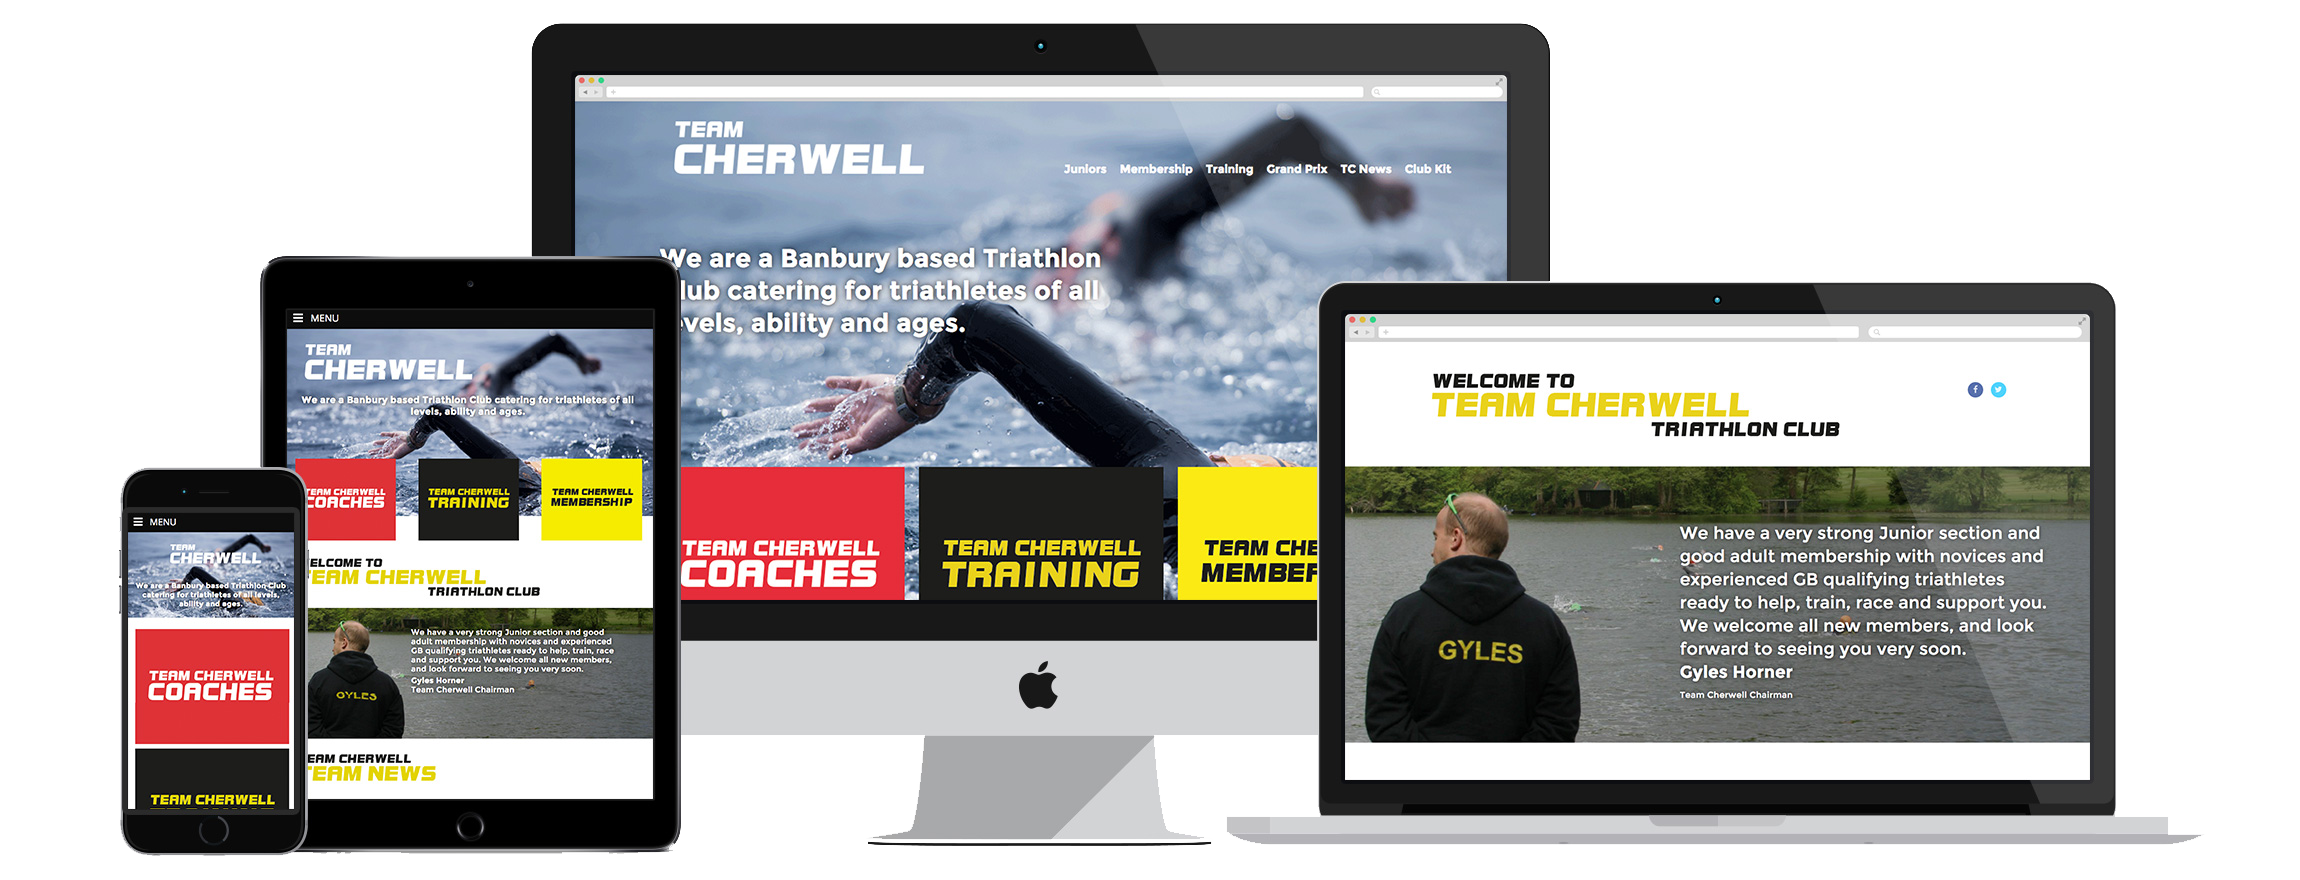 TEAM
CHERWELL
Juniors Membership Training Grand Prix TC News Club Kit
We are a Banbury based Triathlon
lub catering for triathletes of all
evels, ability and ages.
TEAM CHERWELL
COACHES
TEAM CHERWELL
TRAINING
TEAM CHE
MEMBER
MENU
TEAM
CHERWELL
We are a Banbury based Triathlon Club catering for triathletes of all
levels, ability and ages.
TEAM CHERWELL
COACHES
TEAM CHERWELL
TRAINING
TEAM CHERWELL
MEMBERSHIP
ELCOME TO
TEAM CHERWELL
TRIATHLON CLUB
We have a very strong Junior section and good
adult membership with novices and experienced
GB qualifying triathletes ready to help, train, race
and support you. We welcome all new members,
and look forward to seeing you very soon.
Gyles Horner
Team Cherwell Chairman
GYLES
EAM CHERWELL
TEAM NEWS
MENU
TEAM
CHERWELL
We are a Banbury based Triathlon Club
catering for triathletes of all levels,
ability and ages.
TEAM CHERWELL
COACHES
TEAM CHERWELL
WELCOME TO
TEAM CHERWELL
TRIATHLON CLUB
We have a very strong Junior section and
good adult membership with novices and
experienced GB qualifying triathletes
ready to help, train, race and support you.
We welcome all new members, and look
forward to seeing you very soon.
Gyles Horner
Team Cherwell Chairman
GYLES